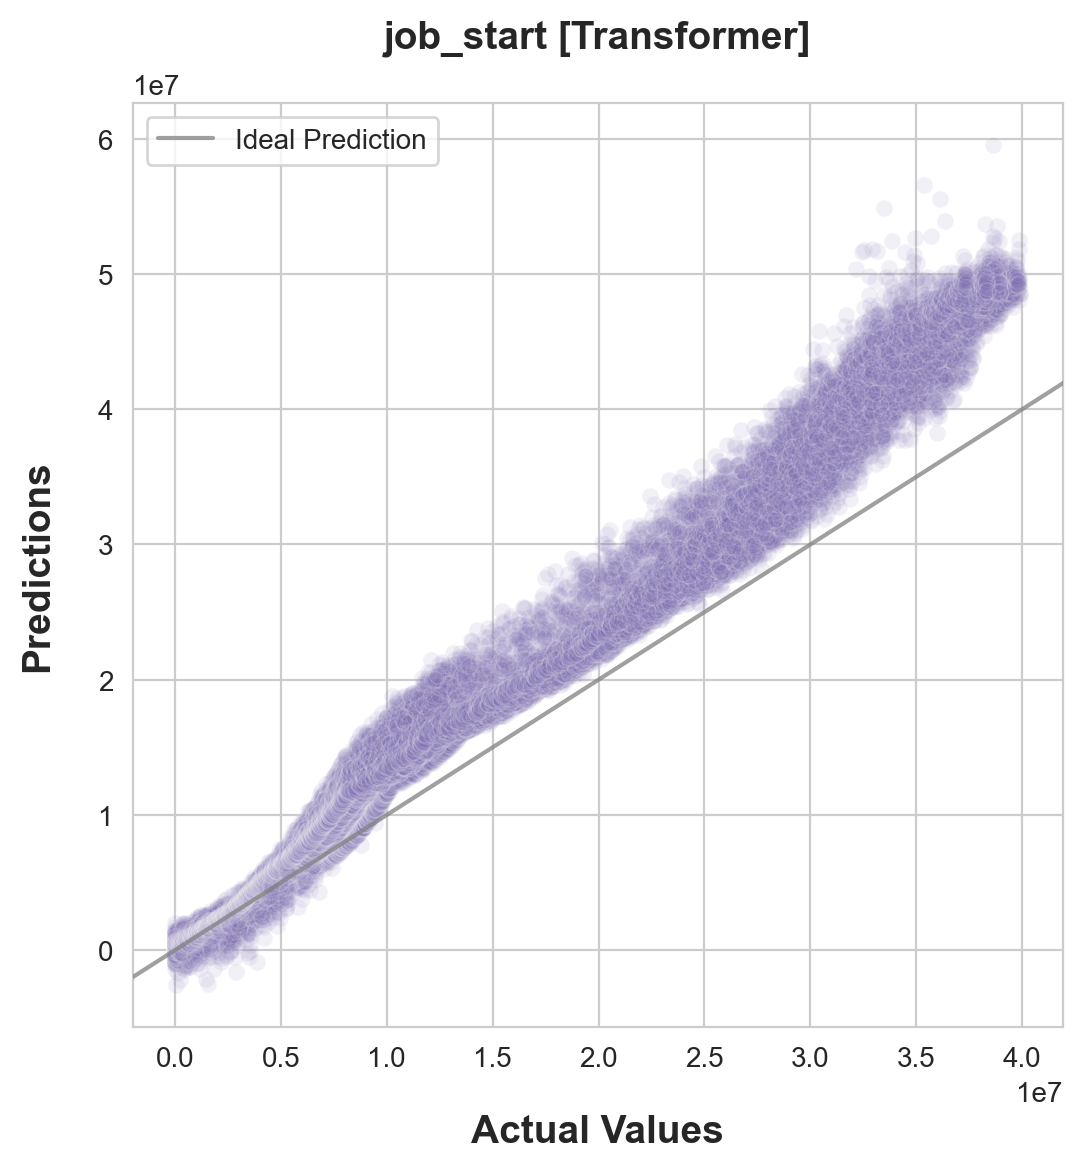 job_start [Transformer]
1e7
Ideal Prediction
6
5
4
3
2
1
0
Predictions
0.0 0.5 1.0 1.5 2.0 2.5 3.0 3.5 4.0
1e7
Actual Values